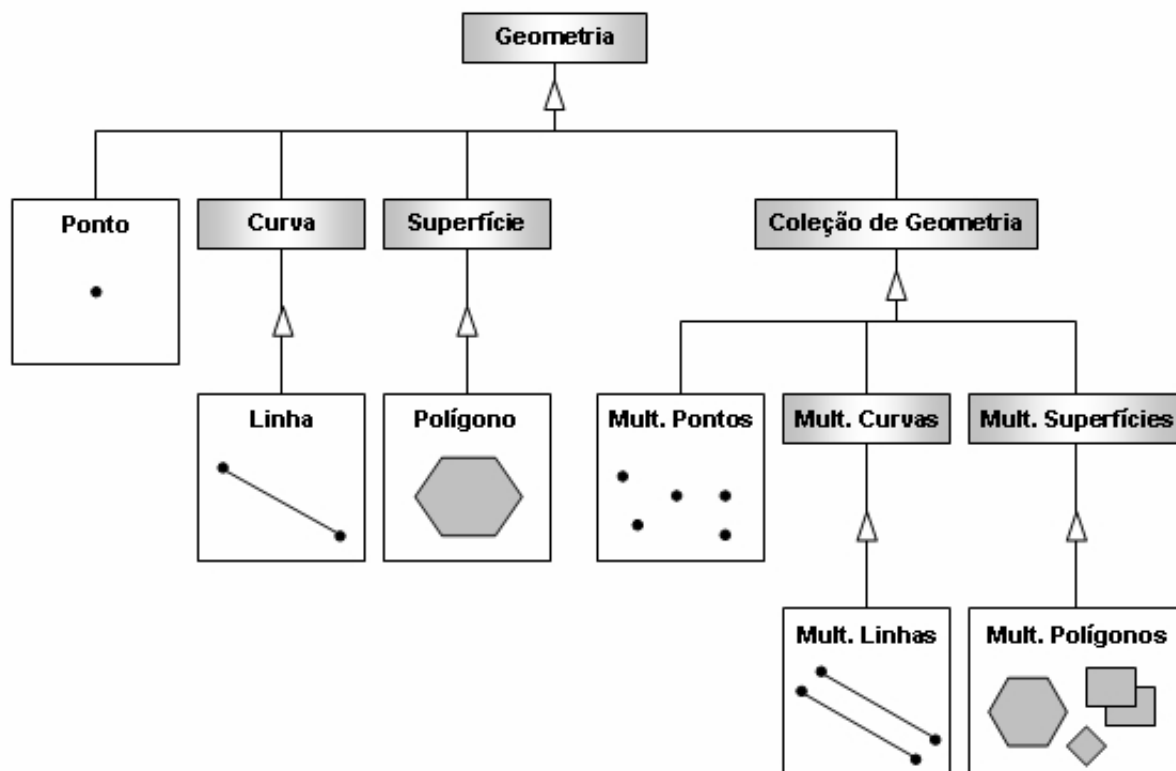 Geometria
Ponto
Curva
Superfície
Coleção de Geometria
Linha
Polígono
Mult. Pontos
Mult. Curvas
Mult. Superfícies
Mult. Linhas
Mult. Polígonos